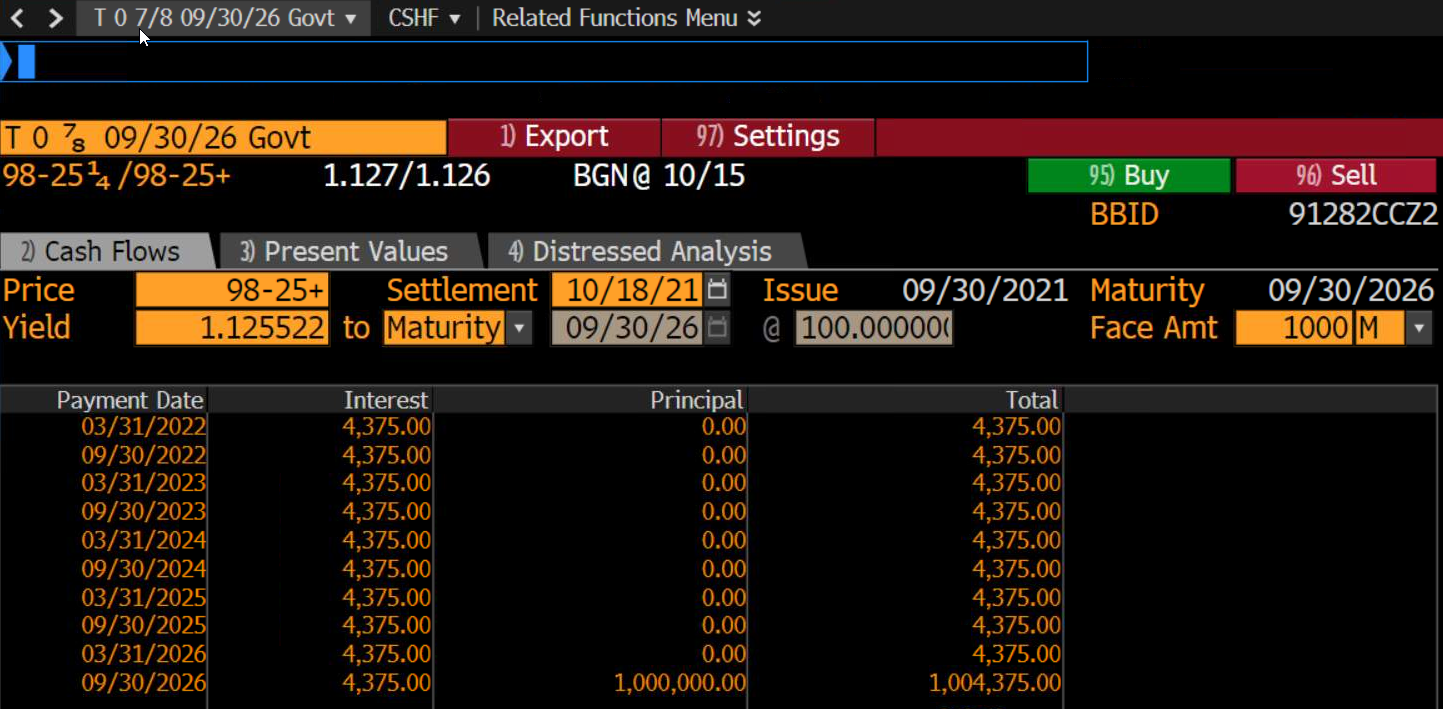 T 0 7/8 09/30/26 Govt CSHF Related Functions Menu
T 0 ⅞ 09/30/26 Govt 1) Export 97) Settings
98-25¼/98-25+ 1.127/1.126 BGN@ 10/15 95) Buy 96) Sell
BBID 91282CCZ2
2) Cash Flows 3) Present Values 4) Distressed Analysis
Price 98-25+ Settlement 10/18/21 Issue 09/30/2021 Maturity 09/30/2026
Yield 1.125522 to Maturity 09/30/26 @ 100.000000 Face Amt 1000 M
Payment Date Interest Principal Total
03/31/2022 4,375.00 0.00 4,375.00
09/30/2022 4,375.00 0.00 4,375.00
03/31/2023 4,375.00 0.00 4,375.00
09/30/2023 4,375.00 0.00 4,375.00
03/31/2024 4,375.00 0.00 4,375.00
09/30/2024 4,375.00 0.00 4,375.00
03/31/2025 4,375.00 0.00 4,375.00
09/30/2025 4,375.00 0.00 4,375.00
03/31/2026 4,375.00 0.00 4,375.00
09/30/2026 4,375.00 1,000,000.00 1,004,375.00